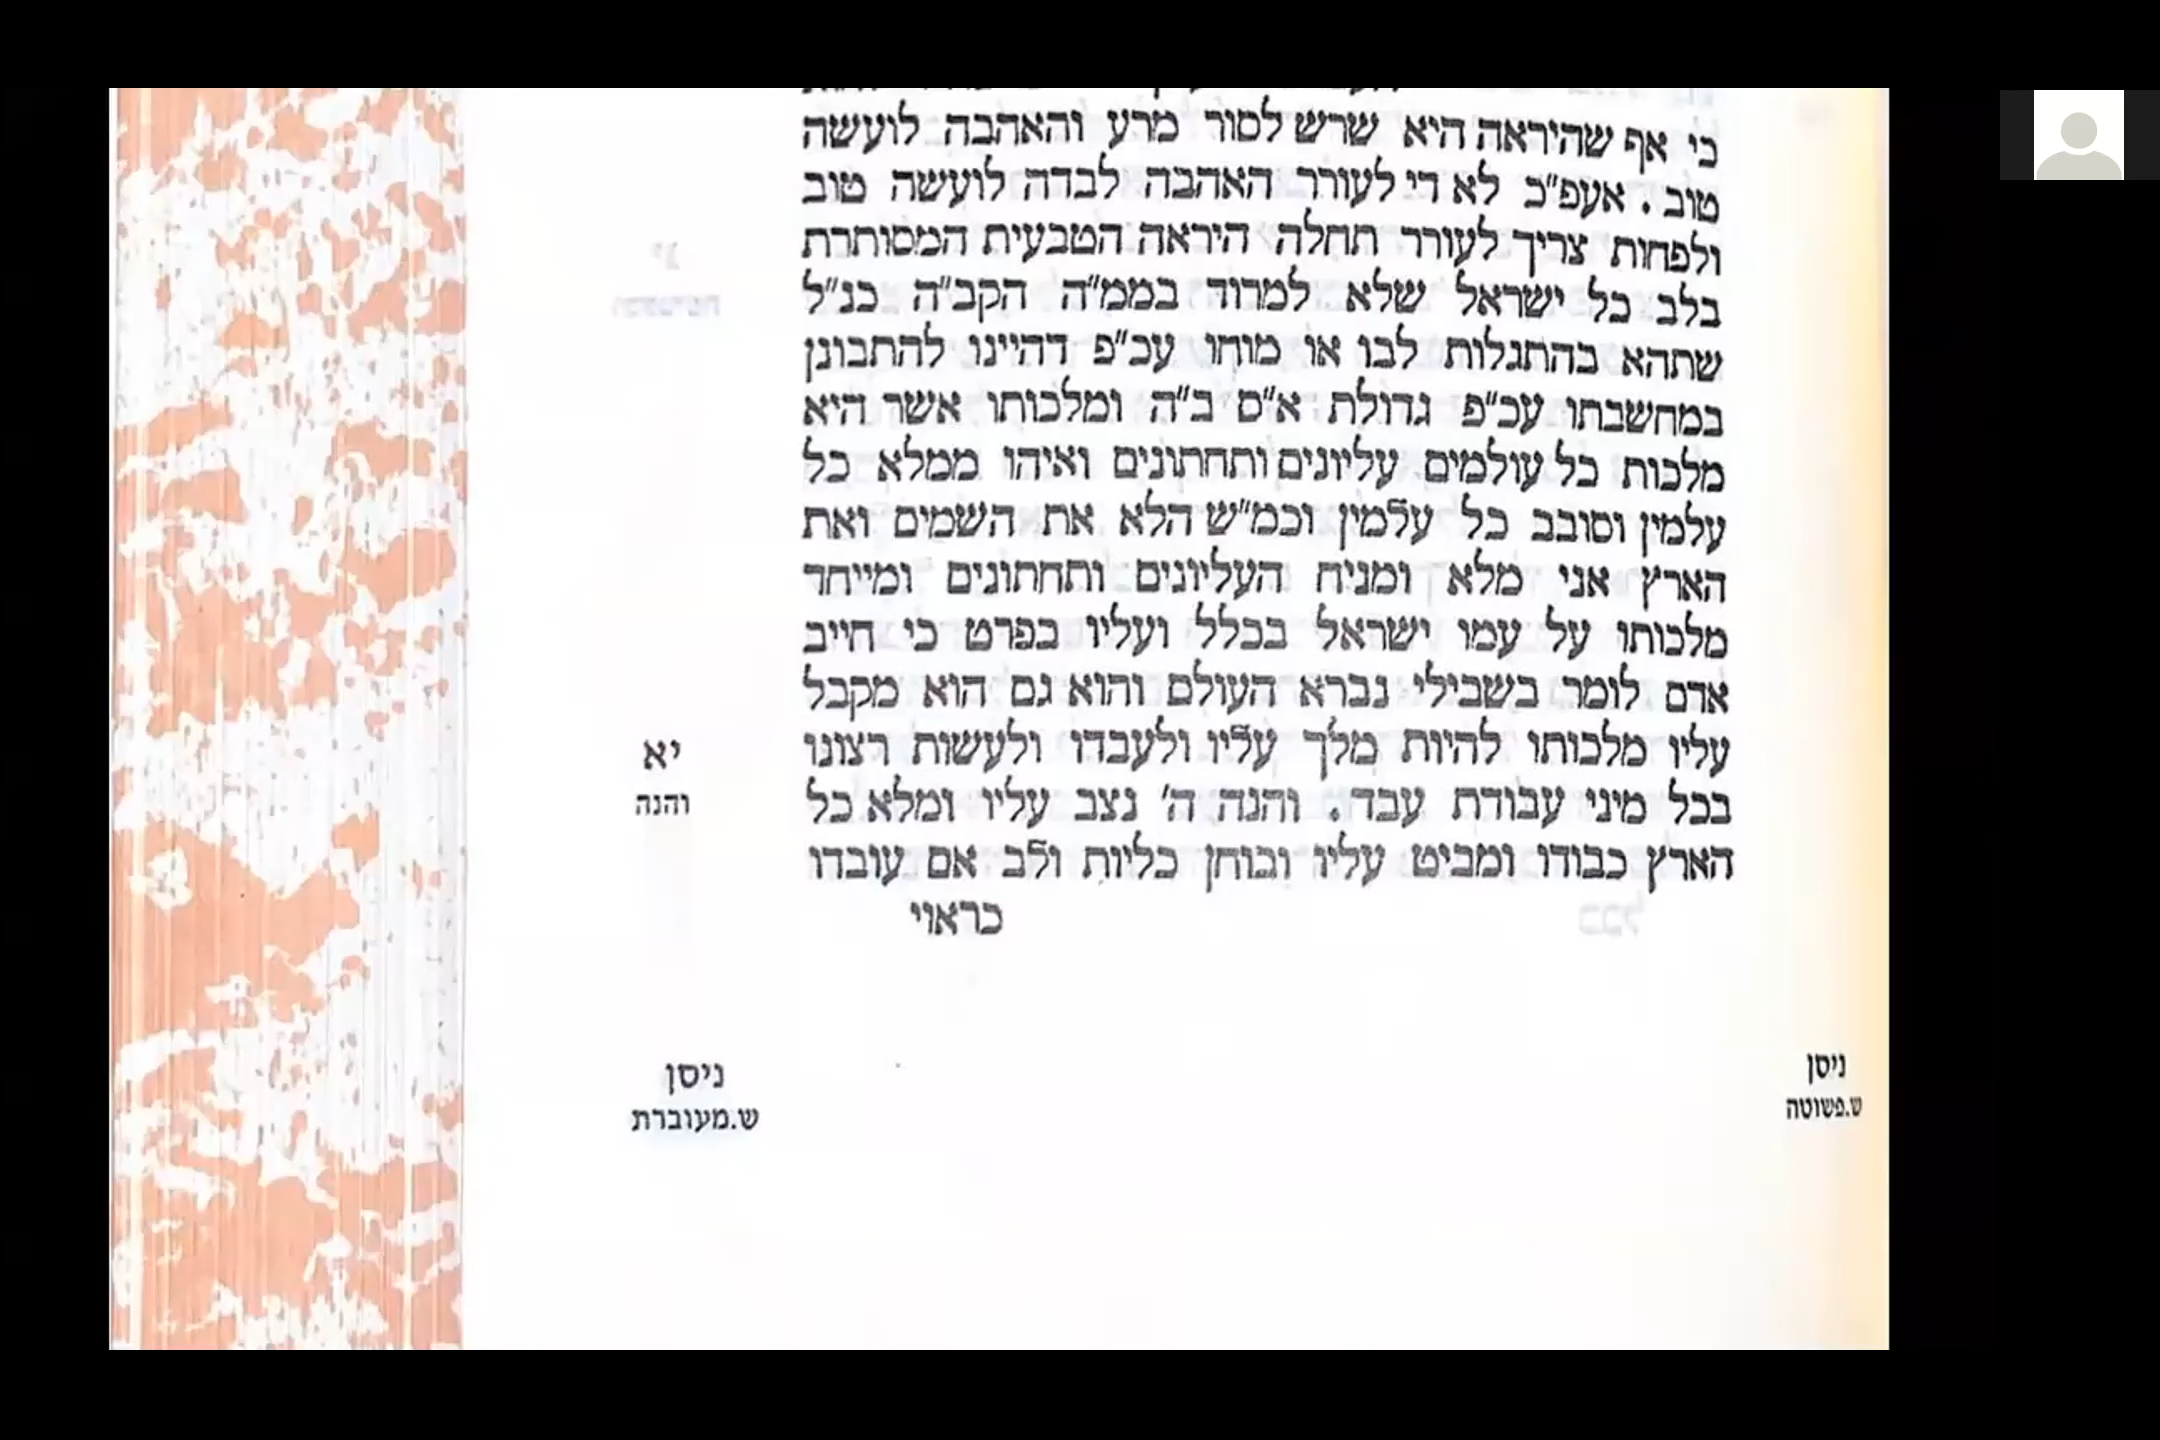 כי אף שהיראה היא שרש לסור מרע והאהבה לועשה
טוב . אעפ"כ לא די לעורר האהבה לבדה לועשה טוב
ולפחות צריך לעורר תחלה היראה הטבעית המסותרת
בלב כל ישראל שלא למרוד בממ"ה הקב"ה כנ"ל
שתהא בהתגלות לבו או מוחו עכ"פ דהיינו להתבונן
במחשבתו עכ"פ גדולת א"ס ב"ה ומלכותו אשר היא
מלכות כל עולמים עליונים ותחתונים ואיהו ממלא כל
עלמין וסובב כל עלמין וכמ"ש הלא את השמים ואת
הארץ אני מלא ומניח העליונים ותחתונים ומייחד
מלכותו על עמו ישראל בכלל ועליו בפרט כי חייב
אדם לומר בשבילי נברא העולם והוא גם הוא מקבל
עליו מלכותו להיות מלך עליו ולעבדו ולעשות רצונו
בכל מיני עבודת עבד . והנה ה' נצב עליו ומלא כל
הארץ כבודו ומביט עליו ובוחן כליות ולב אם עובדו
כראוי
יא
והנה
ניסן
ש.מעוברת
ניסן
ש.פשוטה